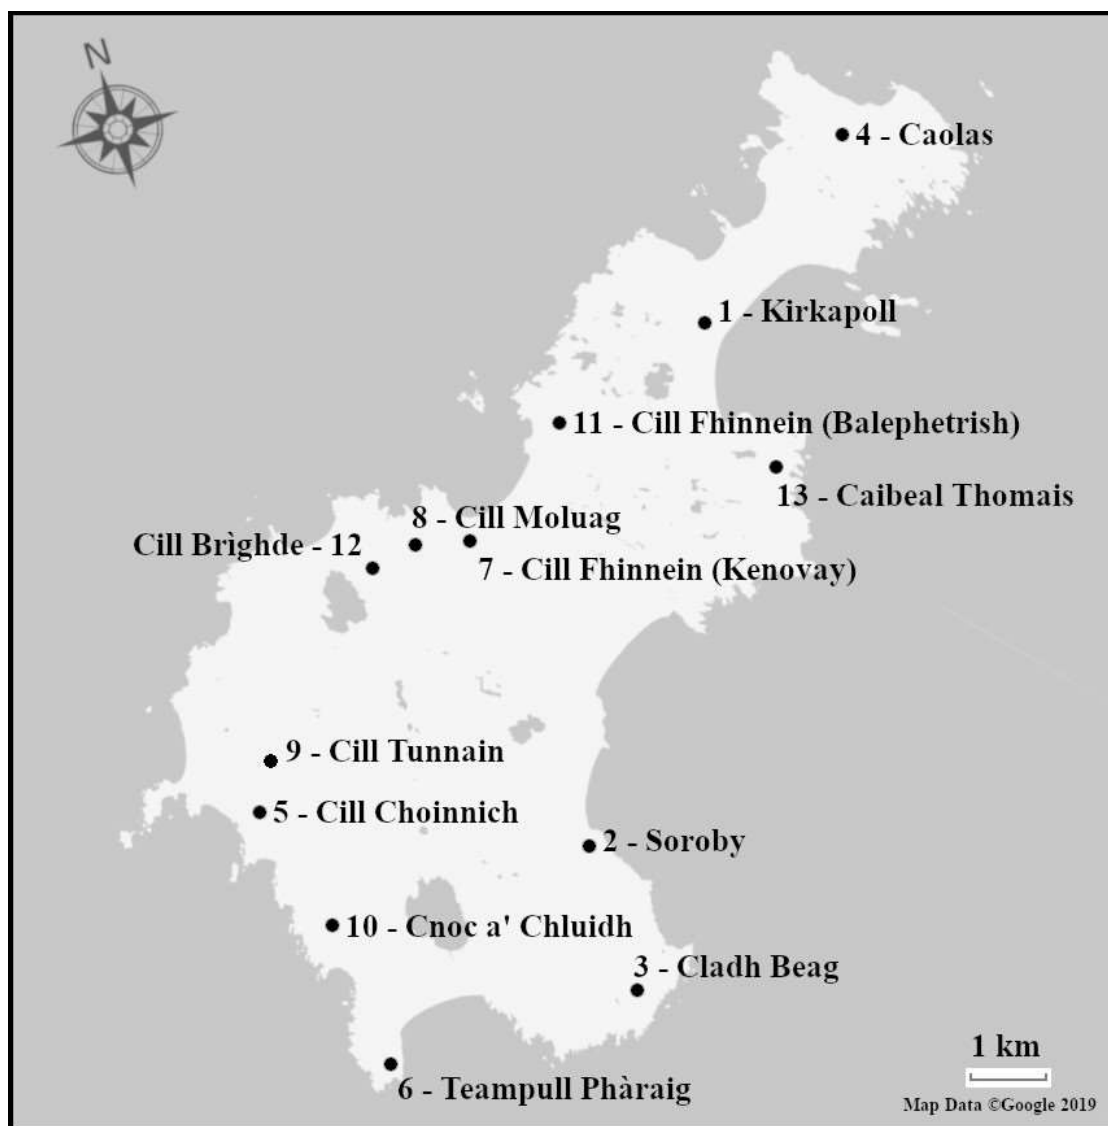 N
4 - Caolas
1 - Kirkapoll
11 - Cill Fhinnein (Balephetrish)
13 - Caibeal Thomais
8 - Cill Moluag
Cill Brìghde - 12
7 - Cill Fhinnein (Kenovay)
9 - Cill Tunnain
5 - Cill Choinnich
2 - Soroby
10 - Cnoc a' Chluidh
3 - Cladh Beag
1 km
6 - Teampull Phàraig
Map Data ©Google 2019